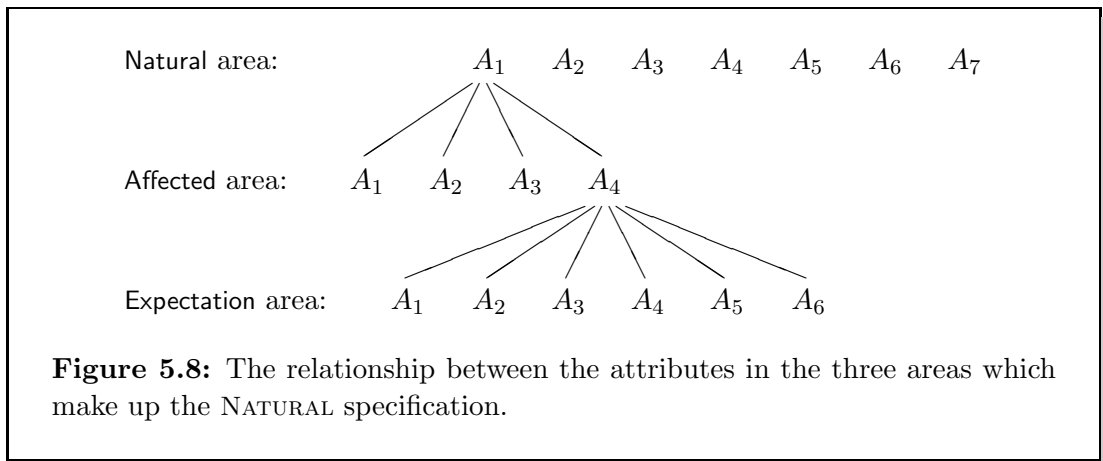 Natural area: A₁ A₂ A₃ A₄ A₅ A₆ A₇
Affected area: A₁ A₂ A₃ A₄
Expectation area: A₁ A₂ A₃ A₄ A₅ A₆
Figure 5.8: The relationship between the attributes in the three areas which
make up the NATURAL specification.